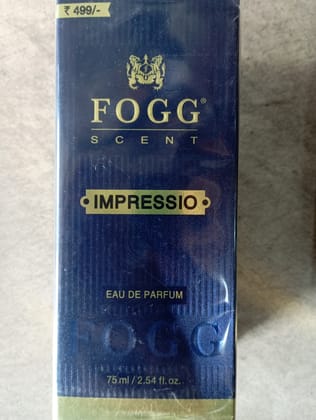 ₹ 499/-
FOGG®
SCENT
IMPRESSIO
EAU DE PARFUM
FOGG
75 ml / 2.54 fl. oz.